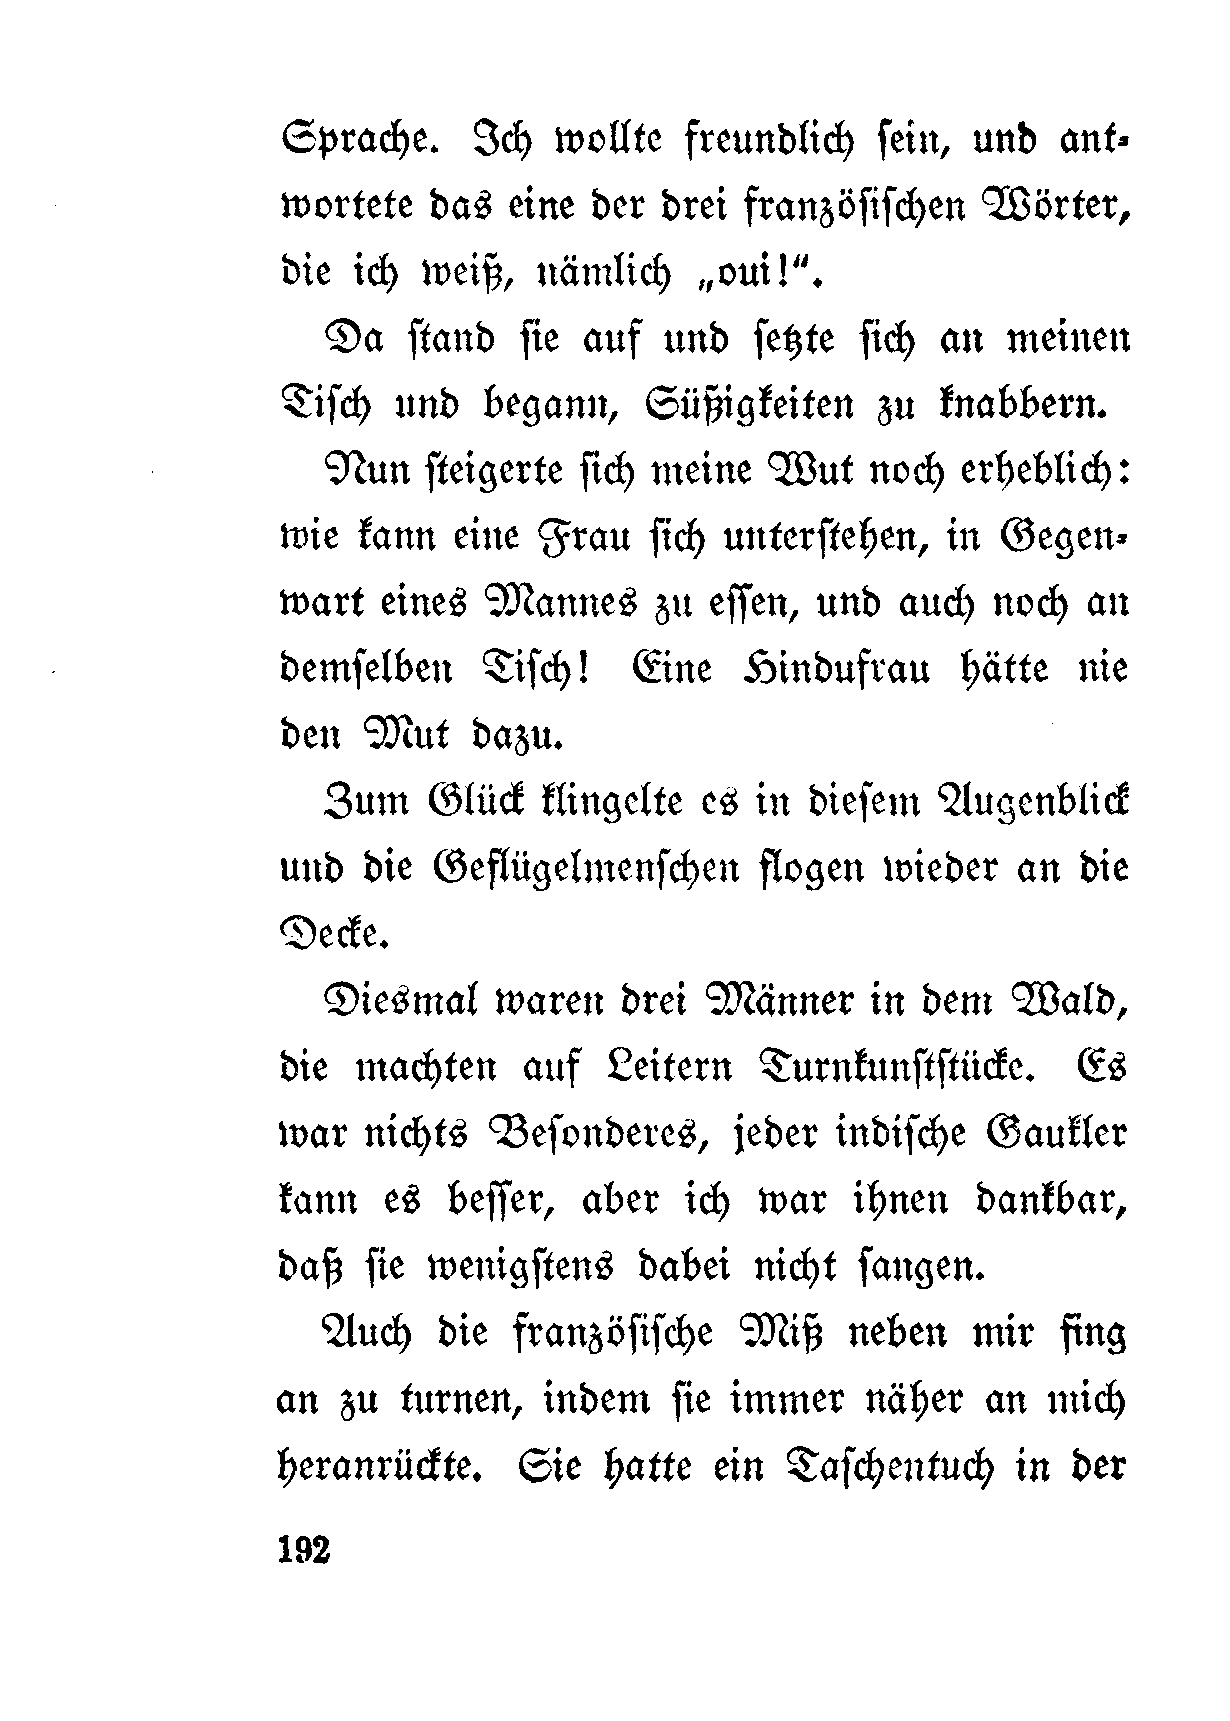 Sprache. Ich wollte freundlich sein, und ant-
wortete das eine der drei französischen Wörter,
die ich weiß, nämlich „oui!“.
Da stand sie auf und setzte sich an meinen
Tisch und begann, Süßigkeiten zu knabbern.
Nun steigerte sich meine Wut noch erheblich:
wie kann eine Frau sich unterstehen, in Gegen-
wart eines Mannes zu essen, und auch noch an
demselben Tisch! Eine Hindufrau hätte nie
den Mut dazu.
Zum Glück klingelte es in diesem Augenblick
und die Geflügelmenschen flogen wieder an die
Decke.
Diesmal waren drei Männer in dem Wald,
die machten auf Leitern Turnkunststücke. Es
war nichts Besonderes, jeder indische Gaukler
kann es besser, aber ich war ihnen dankbar,
daß sie wenigstens dabei nicht sangen.
Auch die französische Miß neben mir fing
an zu turnen, indem sie immer näher an mich
heranrückte. Sie hatte ein Taschentuch in der
192